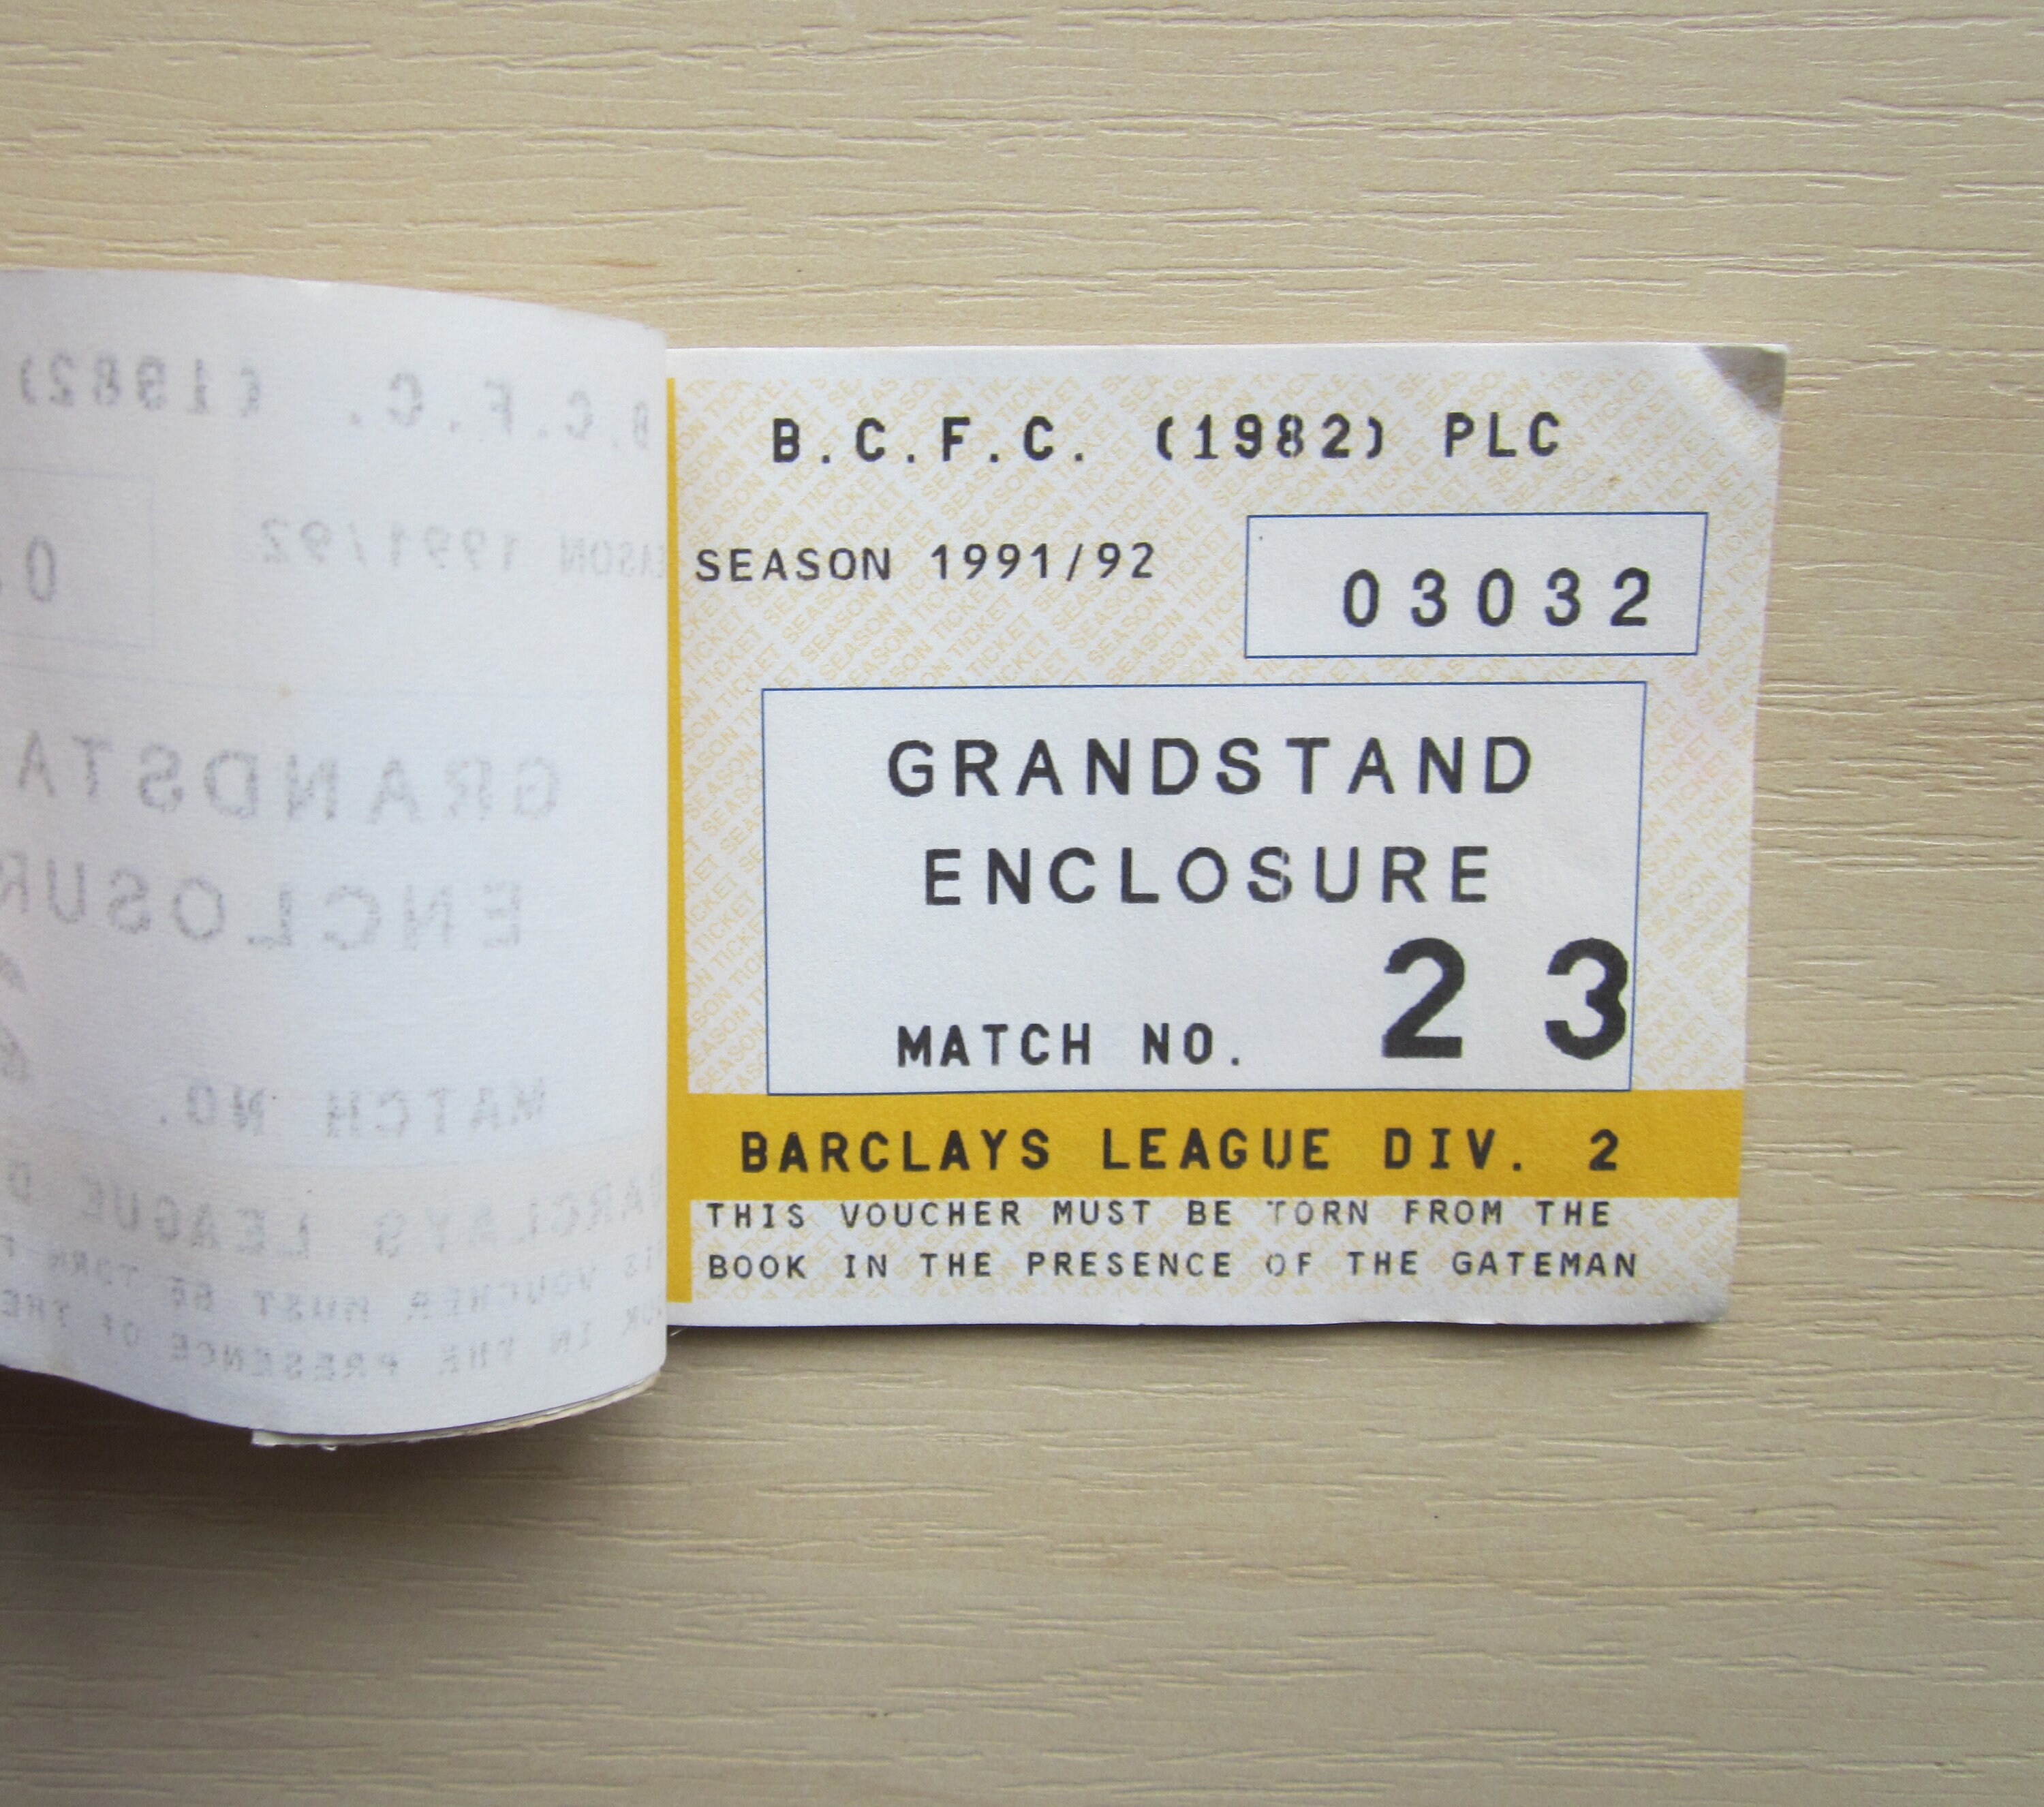 B.C.F.C. (1982) PLC
SEASON 1991/92
03032
GRANDSTAND
ENCLOSURE
MATCH NO. 23
BARCLAYS LEAGUE DIV. 2
THIS VOUCHER MUST BE TORN FROM THE
BOOK IN THE PRESENCE OF THE GATEMAN